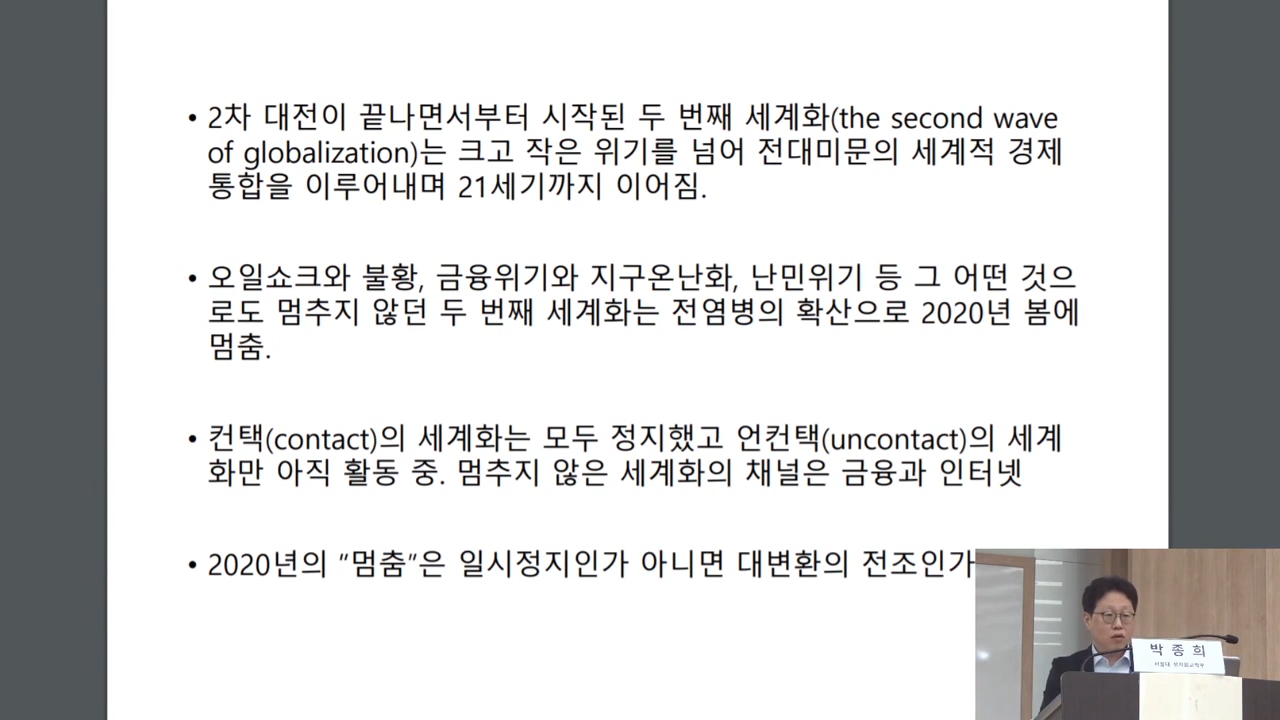 • 2차 대전이 끝나면서부터 시작된 두 번째 세계화(the second wave
of globalization)는 크고 작은 위기를 넘어 전대미문의 세계적 경제
통합을 이루어내며 21세기까지 이어짐.
• 오일쇼크와 불황, 금융위기와 지구온난화, 난민위기 등 그 어떤 것으
로도 멈추지 않던 두 번째 세계화는 전염병의 확산으로 2020년 봄에
멈춤.
• 컨택(contact)의 세계화는 모두 정지했고 언컨택(uncontact)의 세계
화만 아직 활동 중. 멈추지 않은 세계화의 채널은 금융과 인터넷
• 2020년의 “멈춤”은 일시정지인가 아니면 대변환의 전조인가
박 종 희
서울대 정치외교학부